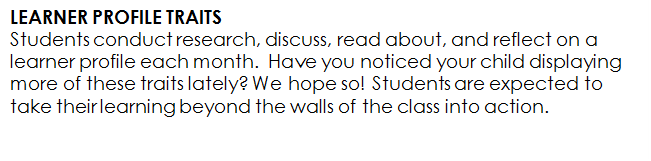 LEARNER PROFILE TRAITS
Students conduct research, discuss, read about, and reflect on a
learner profile each month.  Have you noticed your child displaying
more of these traits lately? We hope so! Students are expected to
take their learning beyond the walls of the class into action.